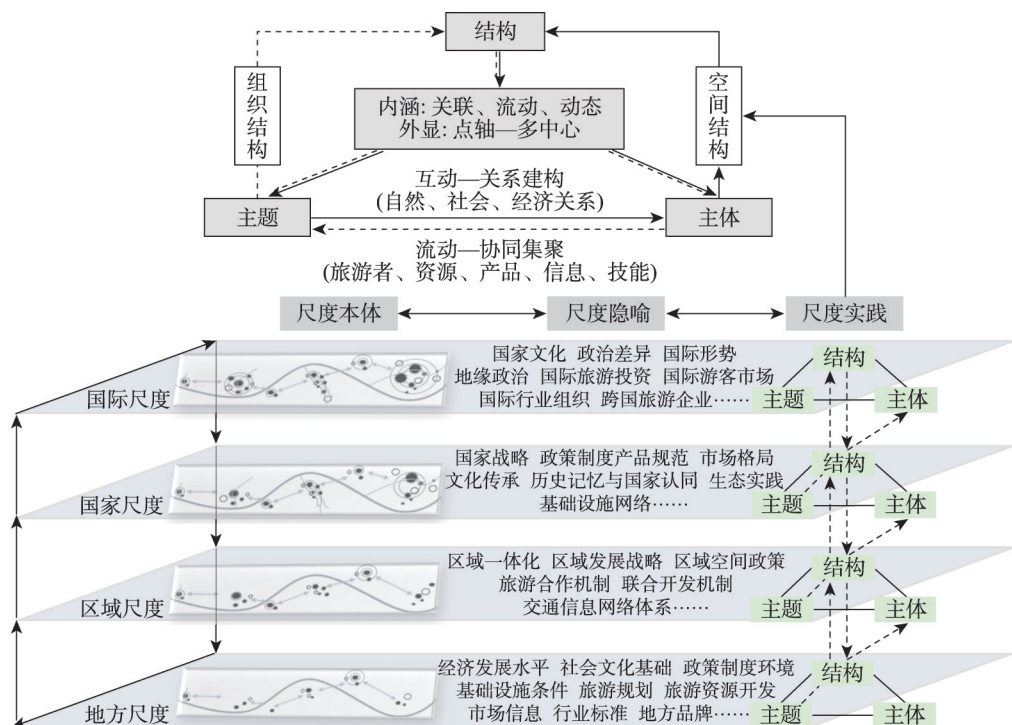 结构
组织结构
空间结构
内涵: 关联、流动、动态
外显: 点轴—多中心
互动—关系建构
(自然、社会、经济关系)
主题
主体
流动—协同集聚
(旅游者、资源、产品、信息、技能)
尺度本体
尺度隐喻
尺度实践
国际尺度
国家文化 政治差异 国际形势
地缘政治 国际旅游投资 国际游客市场
国际行业组织 跨国旅游企业……
结构
主题
主体
国家尺度
国家战略 政策制度产品规范 市场格局
文化传承 历史记忆与国家认同 生态实践
基础设施网络……
结构
主题
主体
区域尺度
区域一体化 区域发展战略 区域空间政策
旅游合作机制 联合开发机制
交通信息网络体系……
结构
主题
主体
地方尺度
经济发展水平 社会文化基础 政策制度环境
基础设施条件 旅游规划 旅游资源开发
市场信息 行业标准 地方品牌……
结构
主题
主体